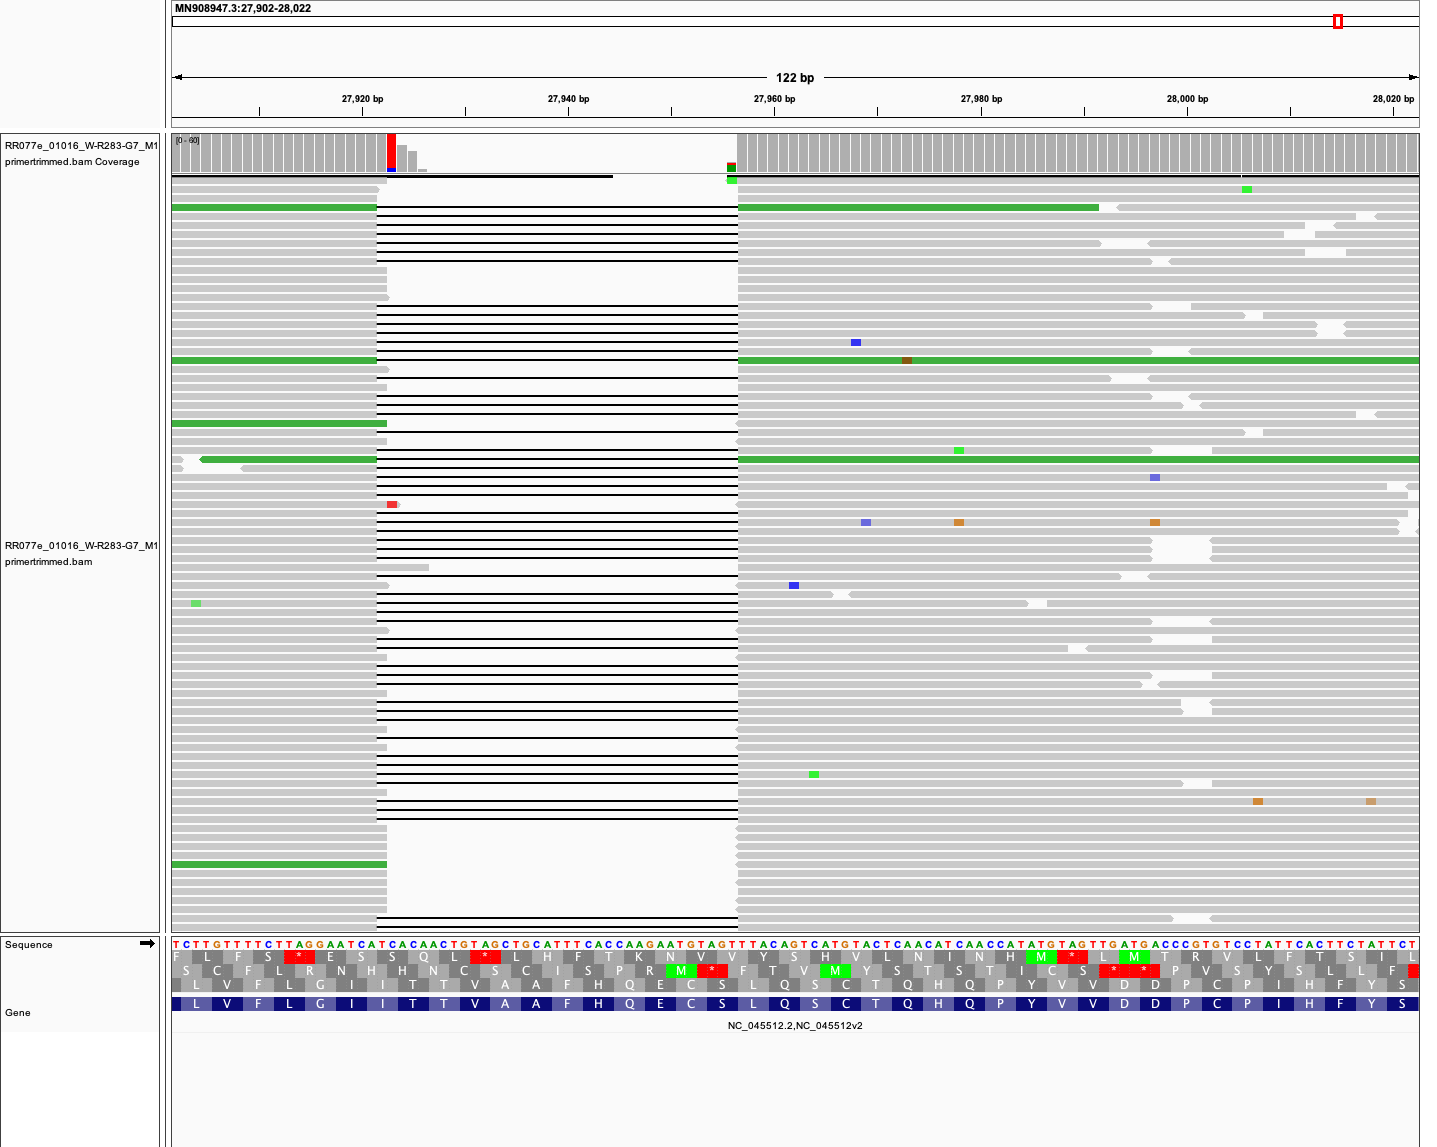 MN908947.3:27,902-28,022
122 bp
27,920 bp 27,940 bp 27,960 bp 27,980 bp 28,000 bp 28,020 bp
RR077e_01016_W-R283-G7_M1
primertrimmed.bam Coverage
[0 - 60]
RR077e_01016_W-R283-G7_M1
primertrimmed.bam
Sequence
TCTTGTTTTCTTAGGAATCATCACAACTGTAGCTGCATTTCACCAAGAATGTAGTTTACAGTCATGTACTCAACATCAACCATATGTAGTTGATGACCCGTGTCCTATTCACTTCTATTCT
F L F S * E S S Q L * L H F T K N V V Y S H V L N I N H M * L M T R V L F T S I L
S C F L R N H H N C S C I S P R M * F T V M Y S T S T I C S * * P V S Y S L L F
L V F L G I I T T V A A F H Q E C S L Q S C T Q H Q P Y V V D D P C P I H F Y S
Gene
L V F L G I I T T V A A F H Q E C S L Q S C T Q H Q P Y V V D D P C P I H F Y S
NC_045512.2,NC_045512v2